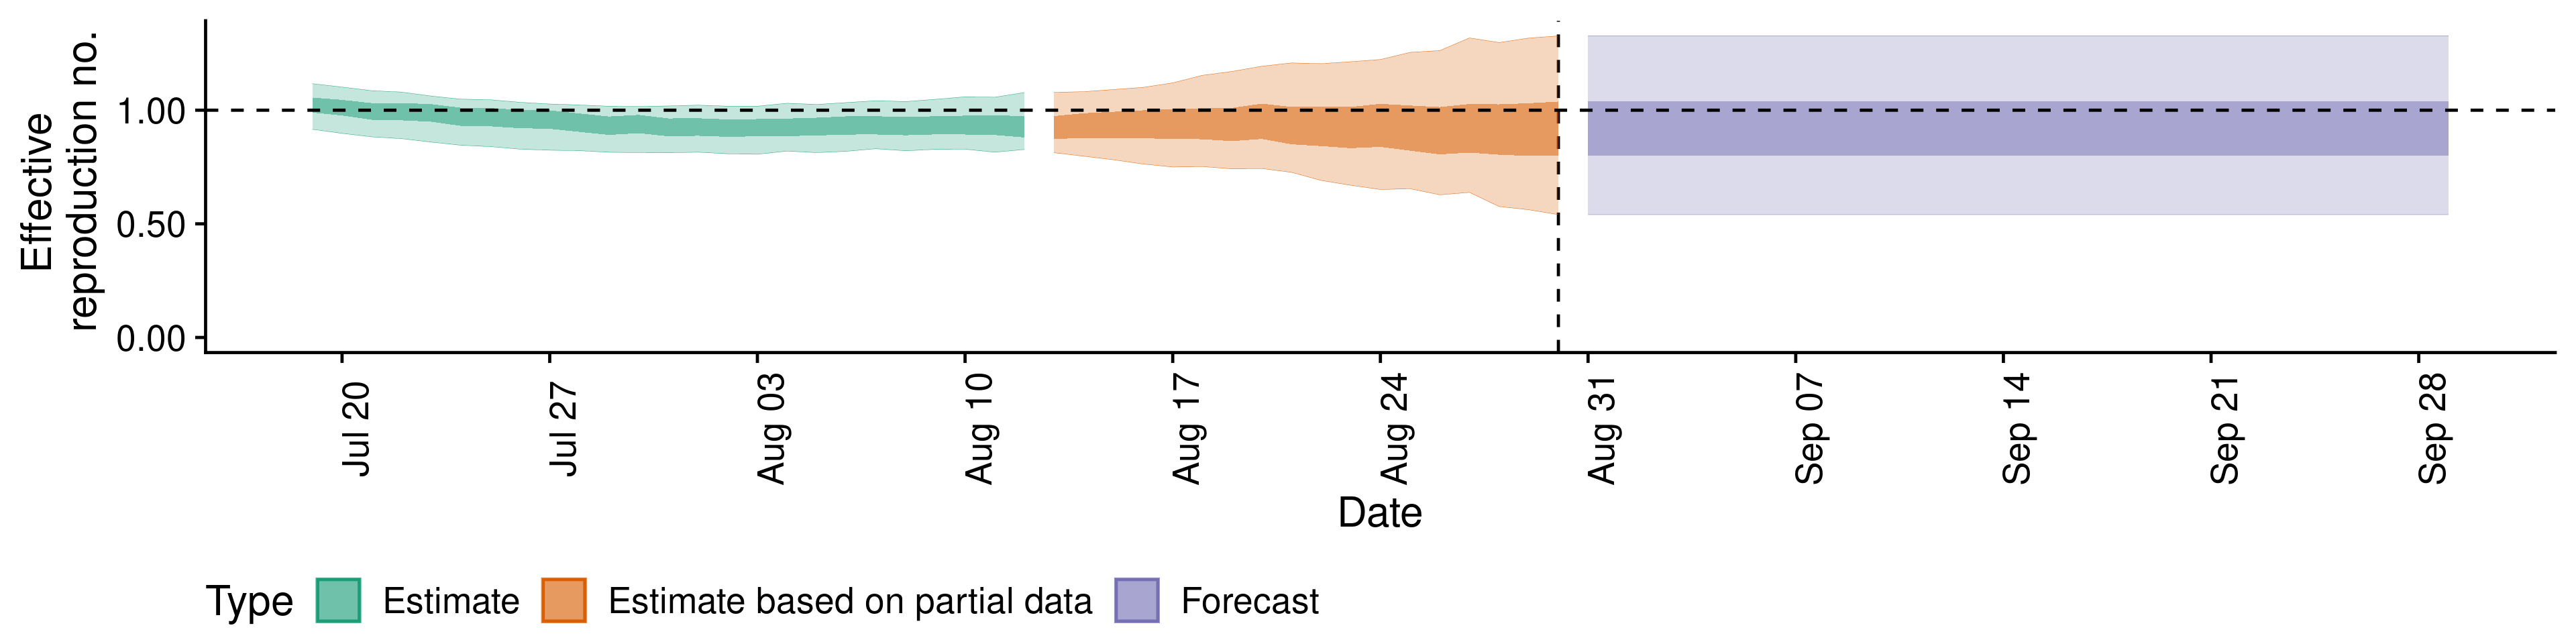 Effective
reproduction no.
1.00
0.50
0.00
Jul 20
Jul 27
Aug 03
Aug 10
Aug 17
Aug 24
Aug 31
Sep 07
Sep 14
Sep 21
Sep 28
Date
Type Estimate Estimate based on partial data Forecast